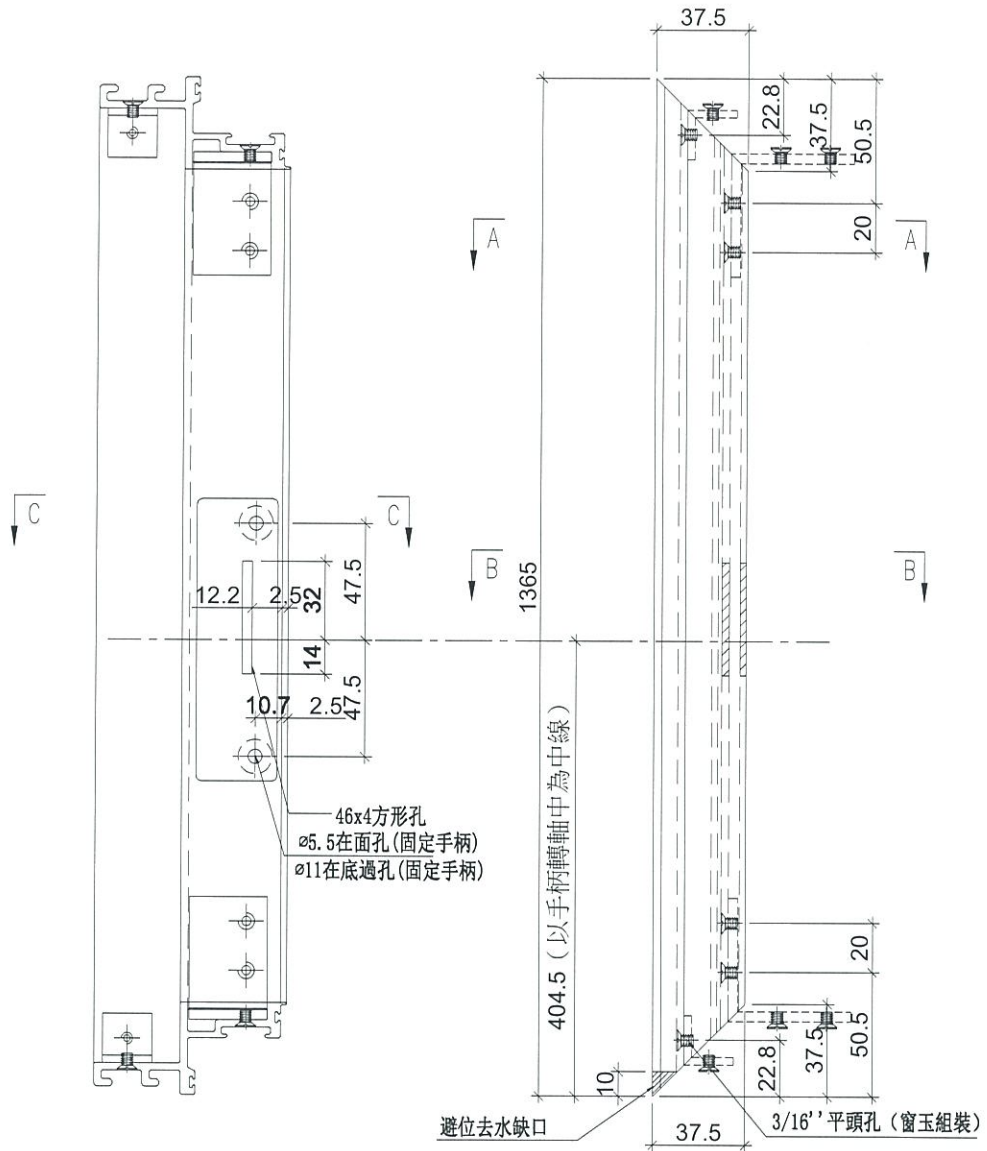 37.5
22.8
37.5
50.5
20
A
A
C
C
B
B
1365
12.2
2.5
32
47.5
14
10.7
2.5
47.5
46x4方形孔
ø5.5在面孔(固定手柄)
ø11在底過孔(固定手柄)
404.5(以手柄轉軸中為中線)
20
50.5
37.5
22.8
10
避位去水缺口
37.5
3/16''平頭孔(窗玉組裝)